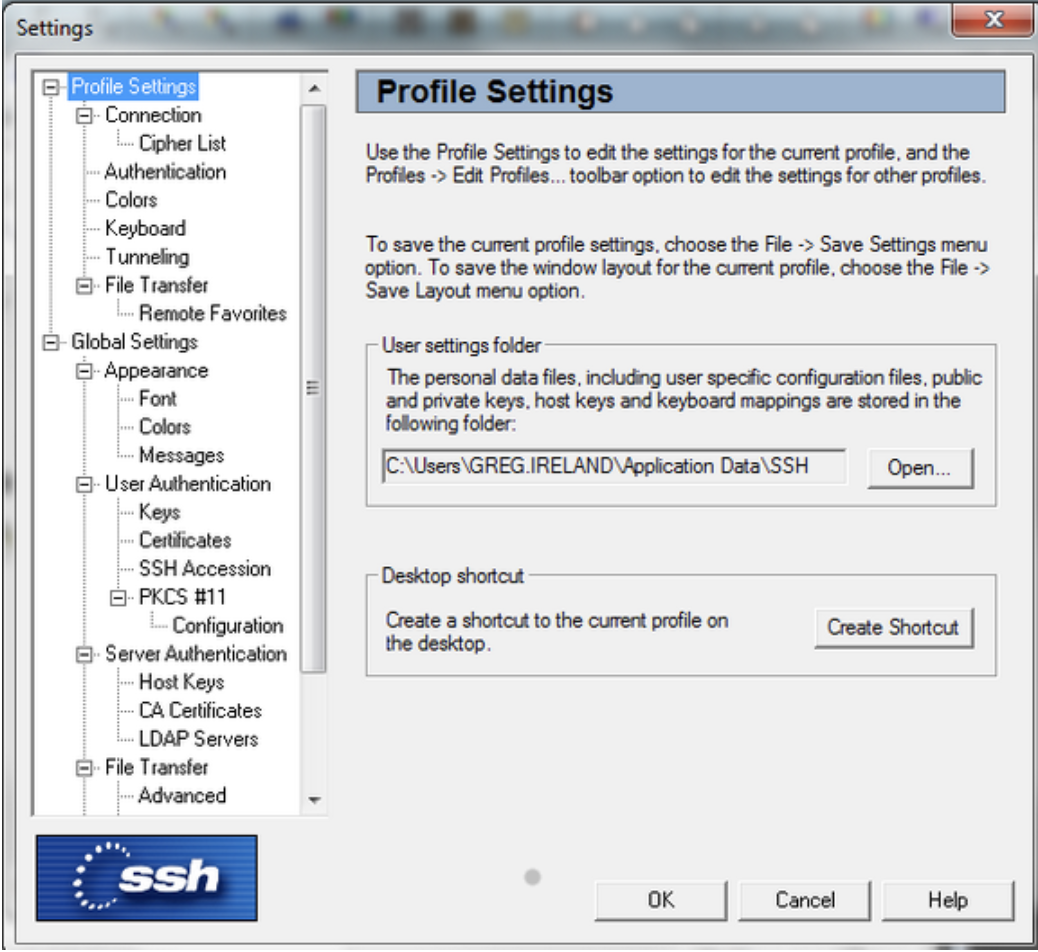 Settings
Profile Settings
Connection
Cipher List
Authentication
Colors
Keyboard
Tunneling
File Transfer
Remote Favorites
Global Settings
Appearance
Font
Colors
Messages
User Authentication
Keys
Certificates
SSH Accession
PKCS #11
Configuration
Server Authentication
Host Keys
CA Certificates
LDAP Servers
File Transfer
Advanced
ssh
Profile Settings
Use the Profile Settings to edit the settings for the current profile, and the
Profiles -> Edit Profiles... toolbar option to edit the settings for other profiles.
To save the current profile settings, choose the File -> Save Settings menu
option. To save the window layout for the current profile, choose the File ->
Save Layout menu option.
User settings folder
The personal data files, including user specific configuration files, public
and private keys, host keys and keyboard mappings are stored in the
following folder:
C:\Users\GREG.IRELAND\Application Data\SSH
Open...
Desktop shortcut
Create a shortcut to the current profile on
the desktop.
Create Shortcut
OK
Cancel
Help